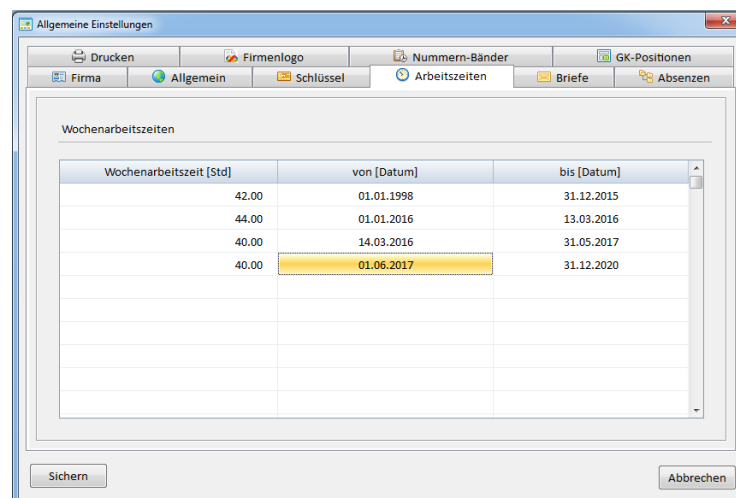 Allgemeine Einstellungen
Drucken Firmenlogo Nummern-Bänder GK-Positionen
Firma Allgemein Schlüssel Arbeitszeiten Briefe Absenzen
Wochenarbeitszeiten
Wochenarbeitszeit [Std] von [Datum] bis [Datum]
42.00 01.01.1998 31.12.2015
44.00 01.01.2016 13.03.2016
40.00 14.03.2016 31.05.2017
40.00 01.06.2017 31.12.2020
Sichern Abbrechen